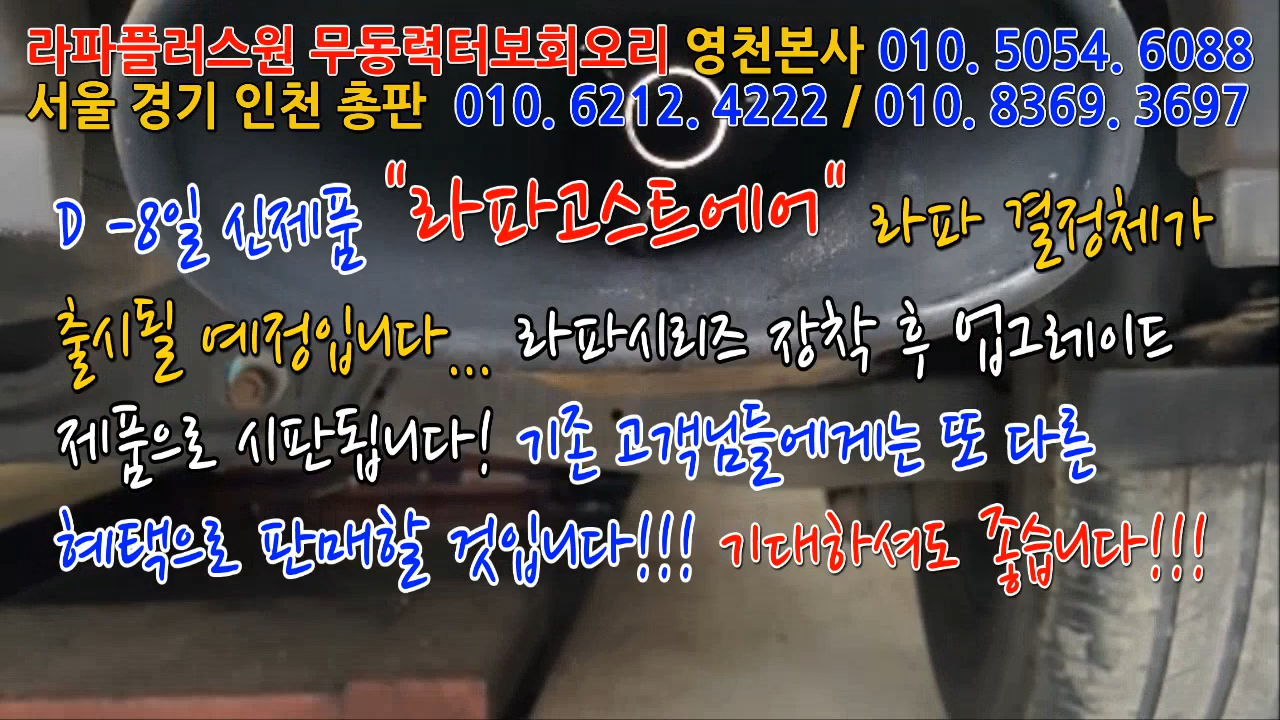 라파플러스원 무동력터보회오리 영천본사 010. 5054. 6088
서울 경기 인천 총판 010. 6212. 4222 / 010. 8369. 3697
D -8일 신제품 "라파고스트에어" 라파 결정체가
출시될 예정입니다... 라파시리즈 장착 후 업그레이드
제품으로 시판됩니다! 기존 고객님들에게는 또 다른
혜택으로 판매할 것입니다!!! 기대하셔도 좋습니다!!!